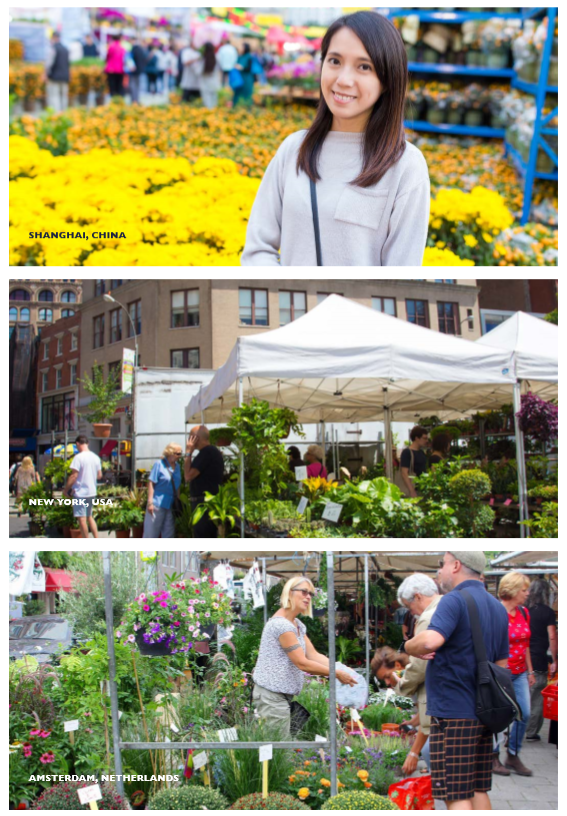 SHANGHAI, CHINA
NEW YORK, USA
AMSTERDAM, NETHERLANDS